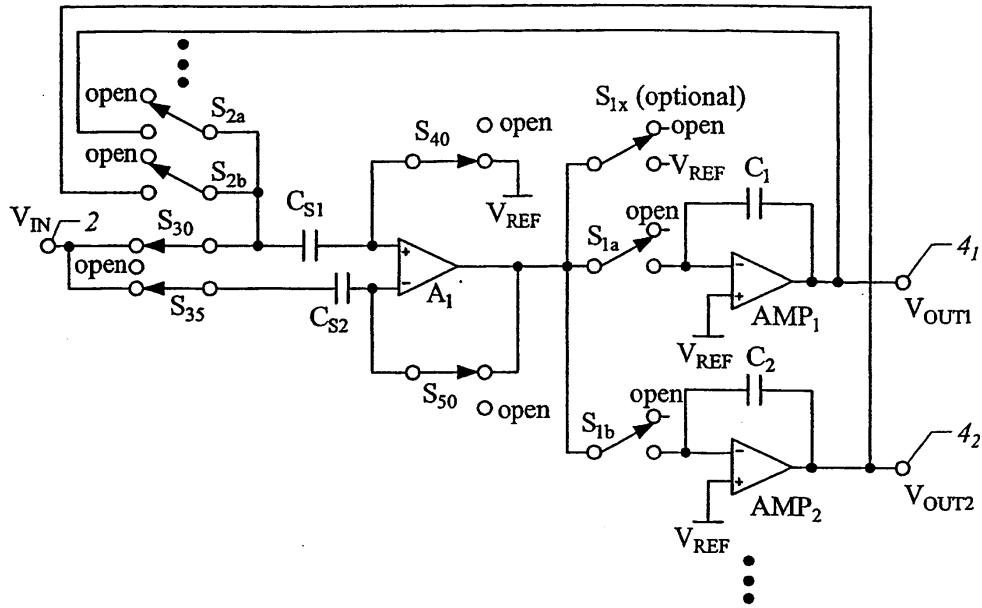 open
S2a
open
S2b
VIN
2
S30
open
S35
CS1
CS2
S40
open
VREF
+
−
A1
S50
open
S1x (optional)
open
VREF
S1a
open
C1
−
+
AMP1
VREF
41
VOUT1
S1b
open
C2
−
+
AMP2
VREF
42
VOUT2